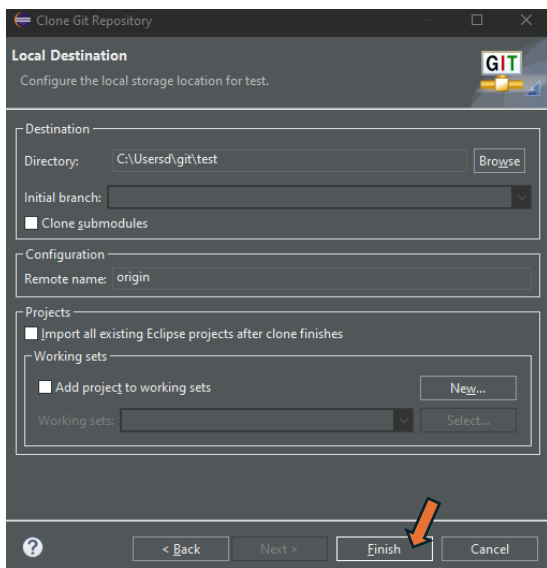 Clone Git Repository
Local Destination
Configure the local storage location for test.
GIT
Destination
Directory: C:\Usersd\git\test Browse
Initial branch:
Clone submodules
Configuration
Remote name: origin
Projects
Import all existing Eclipse projects after clone finishes
Working sets
Add project to working sets New...
Working sets: Select...
? < Back Next > Finish Cancel